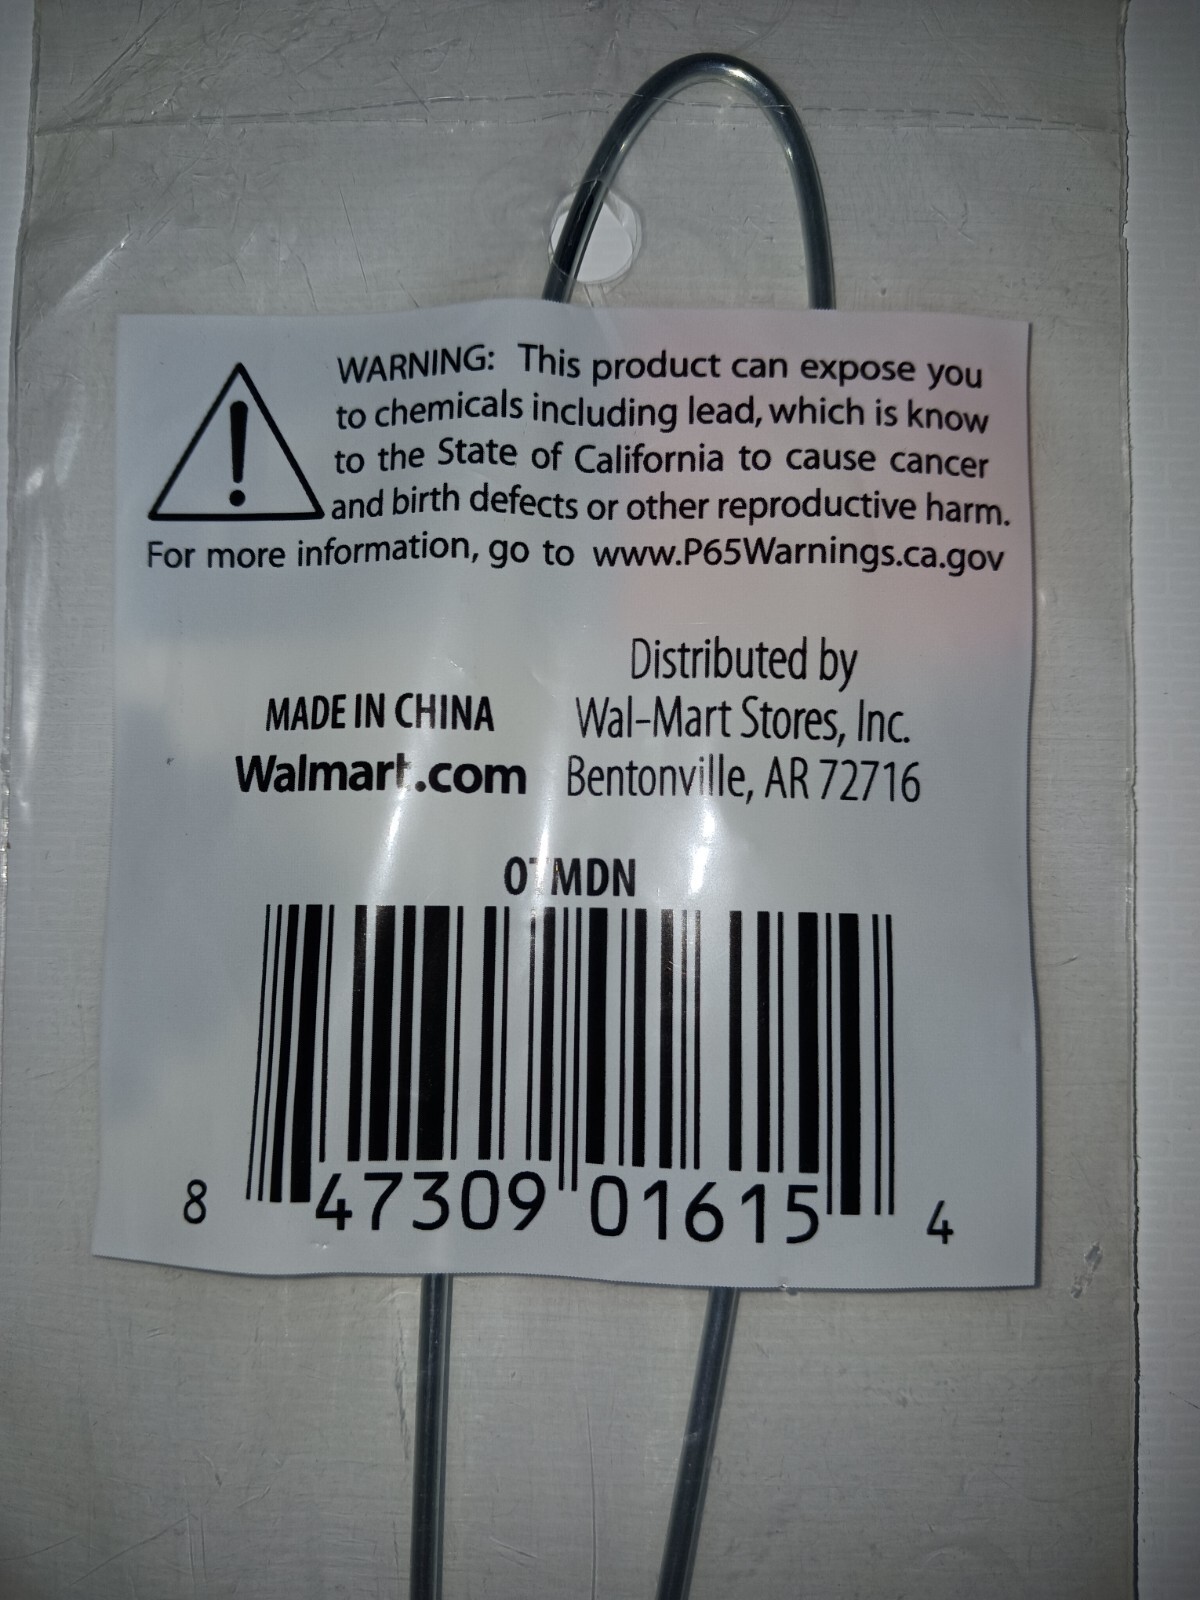 WARNING: This product can expose you
to chemicals including lead, which is know
to the State of California to cause cancer
and birth defects or other reproductive harm.
For more information, go to www.P65Warnings.ca.gov
MADE IN CHINA
Walmart.com
Distributed by
Wal-Mart Stores, Inc.
Bentonville, AR 72716
8 47309 01615 4